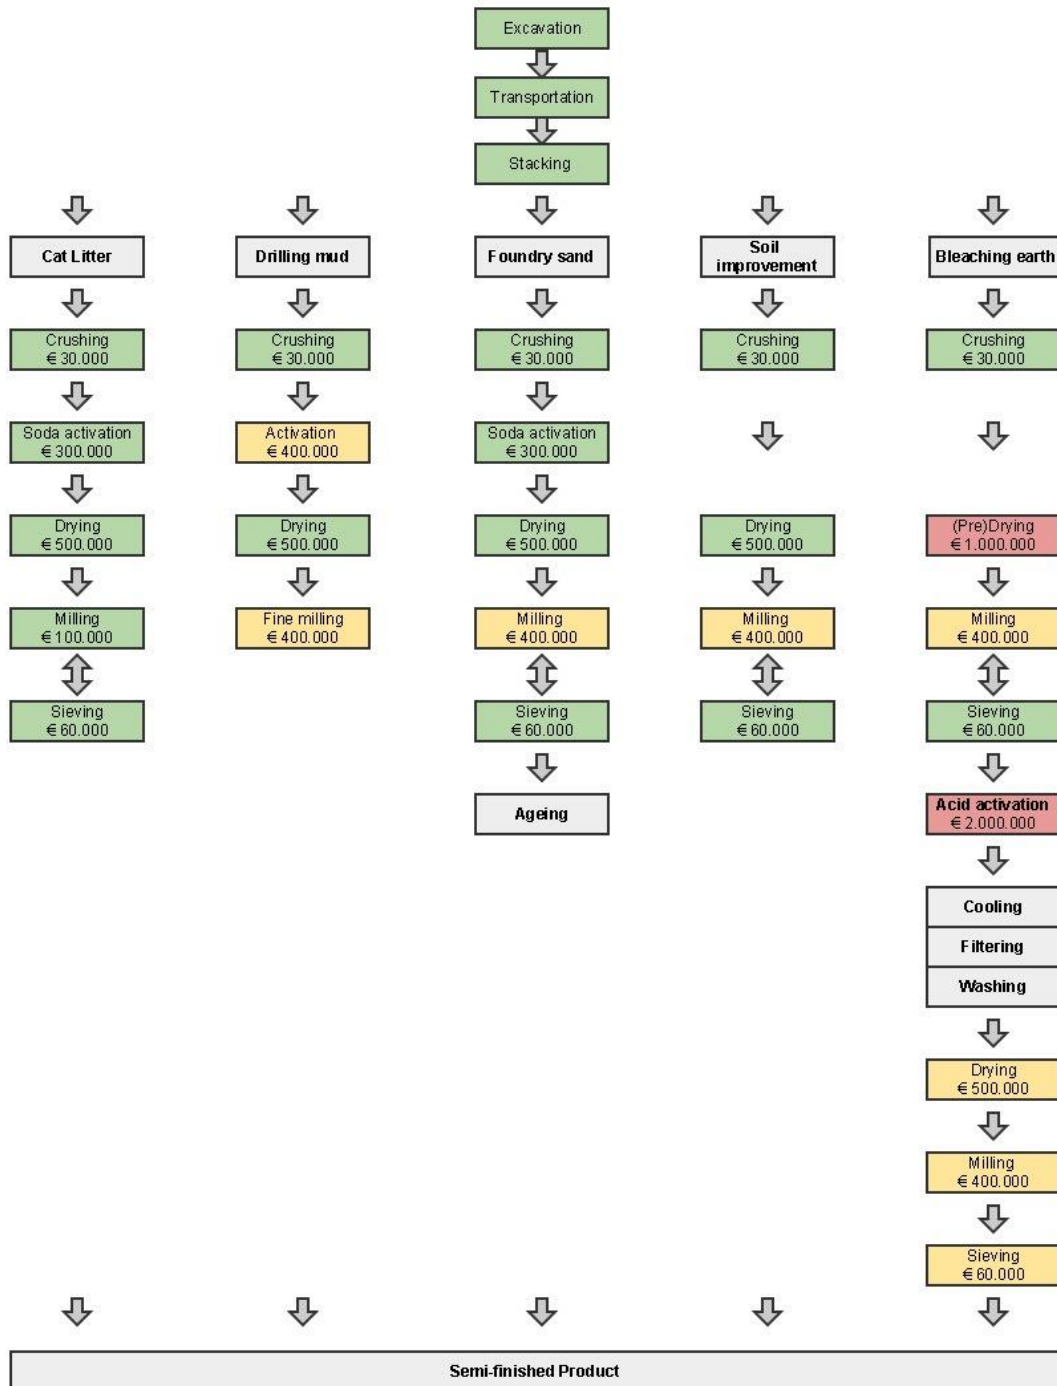 Excavation
Transportation
Stacking
Cat Litter
Drilling mud
Foundry sand
Soil
improvement
Bleaching earth
Crushing
€ 30.000
Crushing
€ 30.000
Crushing
€ 30.000
Crushing
€ 30.000
Crushing
€ 30.000
Soda activation
€ 300.000
Activation
€ 400.000
Soda activation
€ 300.000
Drying
€ 500.000
Drying
€ 500.000
Drying
€ 500.000
Drying
€ 500.000
(Pre)Drying
€ 1.000.000
Milling
€ 100.000
Fine milling
€ 400.000
Milling
€ 400.000
Milling
€ 400.000
Milling
€ 400.000
Sieving
€ 60.000
Sieving
€ 60.000
Sieving
€ 60.000
Sieving
€ 60.000
Ageing
Acid activation
€ 2.000.000
Cooling
Filtering
Washing
Drying
€ 500.000
Milling
€ 400.000
Sieving
€ 60.000
Semi-finished Product